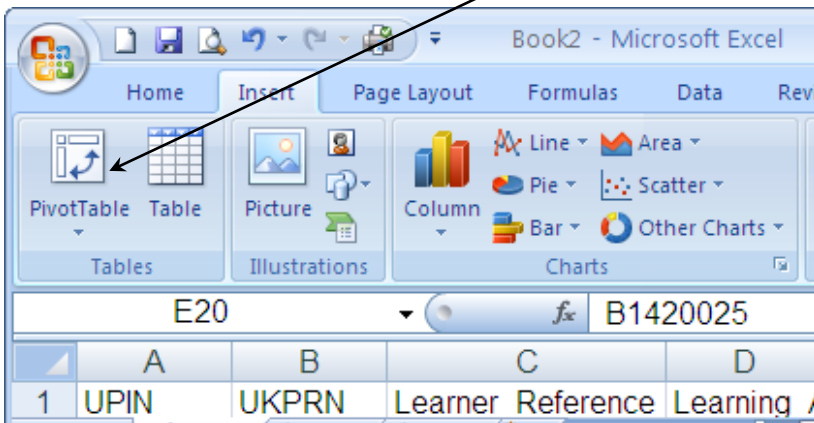 Book2 - Microsoft Excel
Home Insert Page Layout Formulas Data Rev
Line Area
Pie Scatter
PivotTable Table Picture Column
Bar Other Charts
Tables Illustrations Charts
E20 fx B1420025
A B C D
1 UPIN UKPRN Learner Reference Learning A